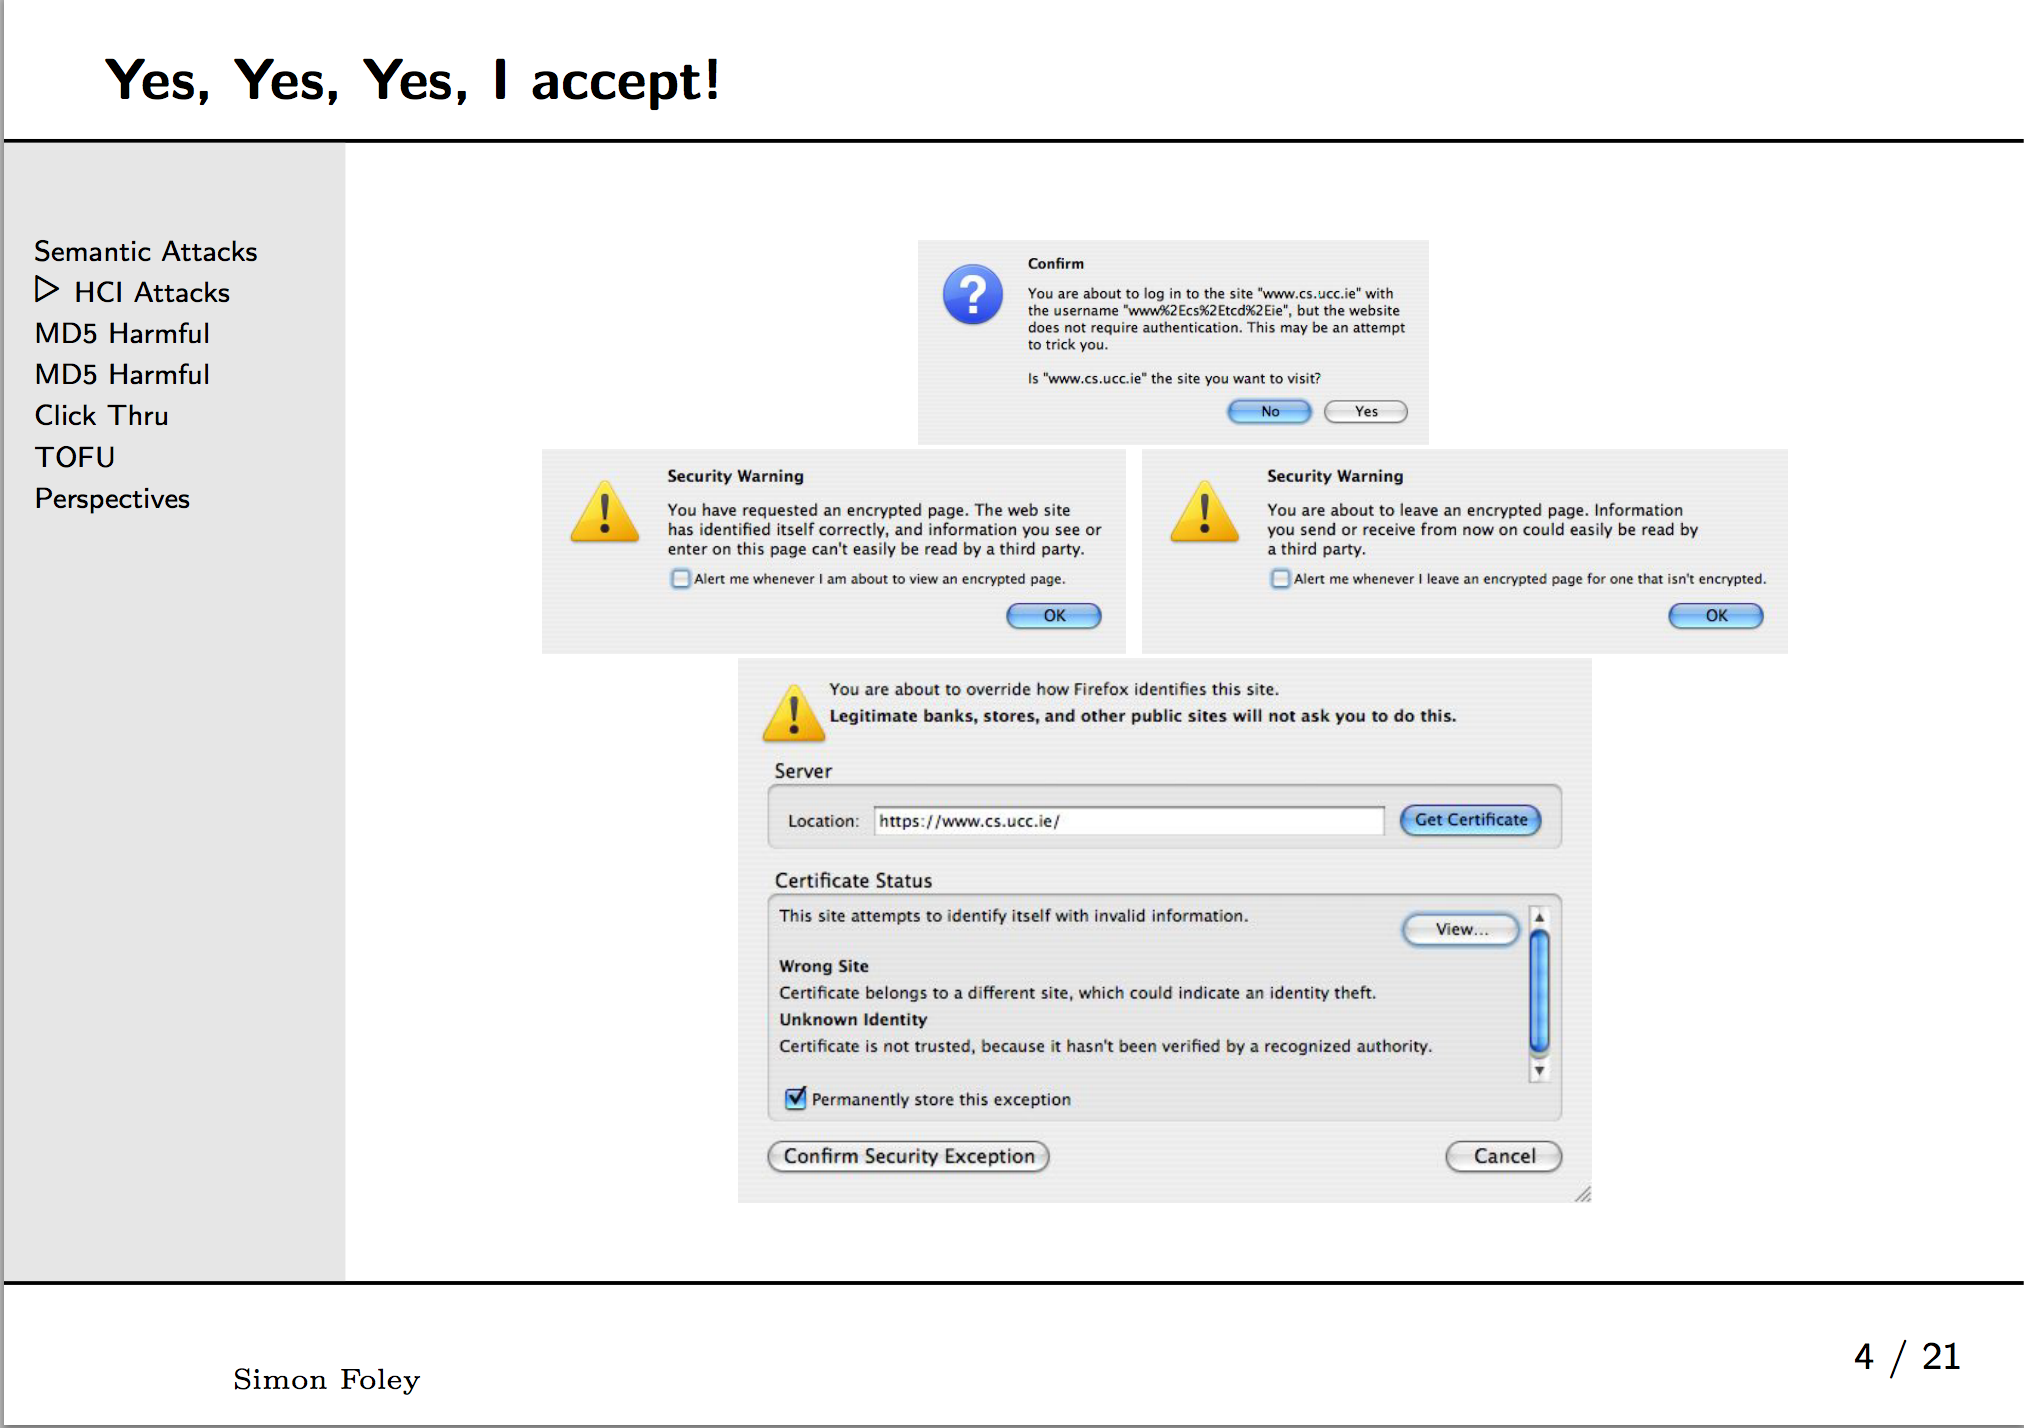 Yes, Yes, Yes, I accept!
Semantic Attacks
▷ HCI Attacks
MD5 Harmful
MD5 Harmful
Click Thru
TOFU
Perspectives
Confirm
You are about to log in to the site "www.cs.ucc.ie" with
the username "www%2Ecs%2Etcd%2Eie", but the website
does not require authentication. This may be an attempt
to trick you.
Is "www.cs.ucc.ie" the site you want to visit?
No Yes
Security Warning
You have requested an encrypted page. The web site
has identified itself correctly, and information you see or
enter on this page can't easily be read by a third party.
Alert me whenever I am about to view an encrypted page.
OK
Security Warning
You are about to leave an encrypted page. Information
you send or receive from now on could easily be read by
a third party.
Alert me whenever I leave an encrypted page for one that isn't encrypted.
OK
You are about to override how Firefox identifies this site.
Legitimate banks, stores, and other public sites will not ask you to do this.
Server
Location: https://www.cs.ucc.ie/ Get Certificate
Certificate Status
This site attempts to identify itself with invalid information.
View...
Wrong Site
Certificate belongs to a different site, which could indicate an identity theft.
Unknown Identity
Certificate is not trusted, because it hasn't been verified by a recognized authority.
Permanently store this exception
Confirm Security Exception Cancel
Simon Foley
4 / 21